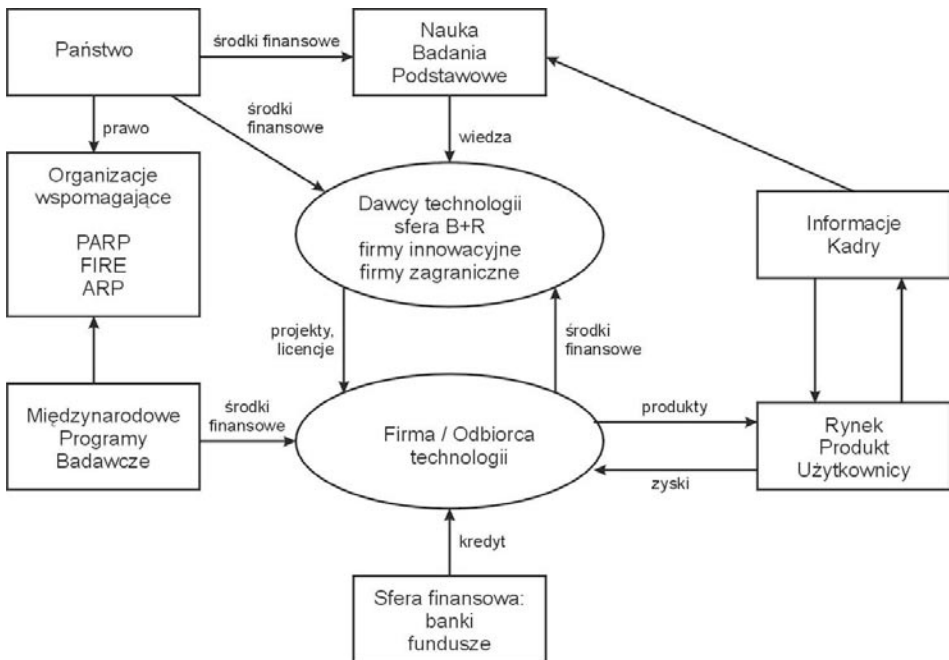 Państwo
środki finansowe
Nauka
Badania
Podstawowe
prawo
środki
finansowe
wiedza
Organizacje
wspomagające
PARP
FIRE
ARP
Dawcy technologii
sfera B+R
firmy innowacyjne
firmy zagraniczne
Informacje
Kadry
projekty,
licencje
środki
finansowe
Międzynarodowe
Programy
Badawcze
środki
finansowe
Firma / Odbiorca
technologii
produkty
zyski
Rynek
Produkt
Użytkownicy
kredyt
Sfera finansowa:
banki
fundusze